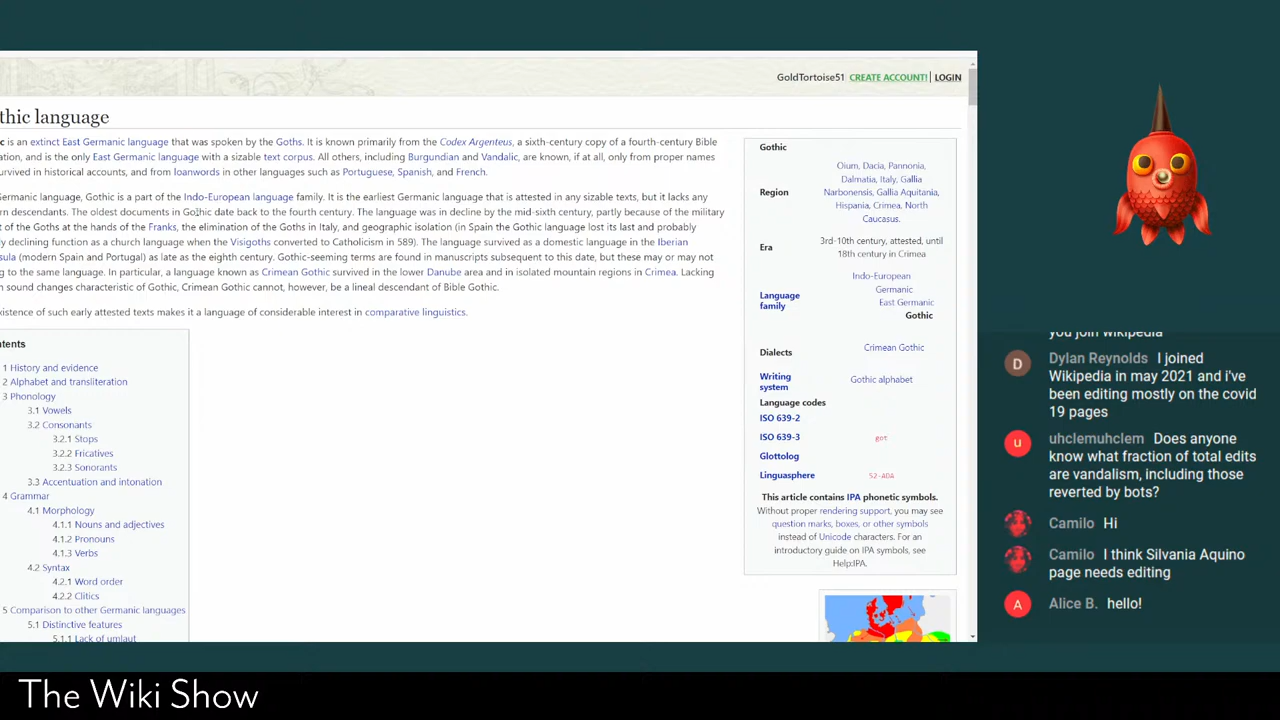 GoldTortoise51 CREATE ACCOUNT! LOGIN
thic language
is an extinct East Germanic language that was spoken by the Goths. It is known primarily from the Codex Argenteus, a sixth-century copy of a fourth-century Bible
ation, and is the only East Germanic language with a sizable text corpus. All others, including Burgundian and Vandalic, are known, if at all, only from proper names
urvived in historical accounts, and from loanwords in other languages such as Portuguese, Spanish, and French.
Germanic language, Gothic is a part of the Indo-European language family. It is the earliest Germanic language that is attested in any sizable texts, but it lacks any
rn descendants. The oldest documents in Gothic date back to the fourth century. The language was in decline by the mid-sixth century, partly because of the military
t of the Goths at the hands of the Franks, the elimination of the Goths in Italy, and geographic isolation (in Spain the Gothic language lost its last and probably
y declining function as a church language when the Visigoths converted to Catholicism in 589). The language survived as a domestic language in the Iberian
sula (modern Spain and Portugal) as late as the eighth century. Gothic-seeming terms are found in manuscripts subsequent to this date, but these may or may not
ng to the same language. In particular, a language known as Crimean Gothic survived in the lower Danube area and in isolated mountain regions in Crimea. Lacking
n sound changes characteristic of Gothic, Crimean Gothic cannot, however, be a lineal descendant of Bible Gothic.
xistence of such early attested texts makes it a language of considerable interest in comparative linguistics.
ntents
1 History and evidence
2 Alphabet and transliteration
3 Phonology
3.1 Vowels
3.2 Consonants
3.2.1 Stops
3.2.2 Fricatives
3.2.3 Sonorants
3.3 Accentuation and intonation
4 Grammar
4.1 Morphology
4.1.1 Nouns and adjectives
4.1.2 Pronouns
4.1.3 Verbs
4.2 Syntax
4.2.1 Word order
4.2.2 Clitics
5 Comparison to other Germanic languages
5.1 Distinctive features
5.1.1 Lack of umlaut
Gothic
Region
Oium, Dacia, Pannonia,
Dalmatia, Italy, Gallia
Narbonensis, Gallia Aquitania,
Hispania, Crimea, North
Caucasus.
Era
3rd-10th century, attested, until
18th century in Crimea
Language
family
Indo-European
Germanic
East Germanic
Gothic
Dialects
Crimean Gothic
Writing
system
Gothic alphabet
Language codes
ISO 639-2
ISO 639-3 got
Glottolog
Linguasphere 52-ADA
This article contains IPA phonetic symbols.
Without proper rendering support, you may see
question marks, boxes, or other symbols
instead of Unicode characters. For an
introductory guide on IPA symbols, see
Help:IPA.
you join wikipedia
D Dylan Reynolds I joined
Wikipedia in may 2021 and i've
been editing mostly on the covid
19 pages
u uhclemuhclem Does anyone
know what fraction of total edits
are vandalism, including those
reverted by bots?
Camilo Hi
Camilo I think Silvania Aquino
page needs editing
A Alice B. hello!
The Wiki Show